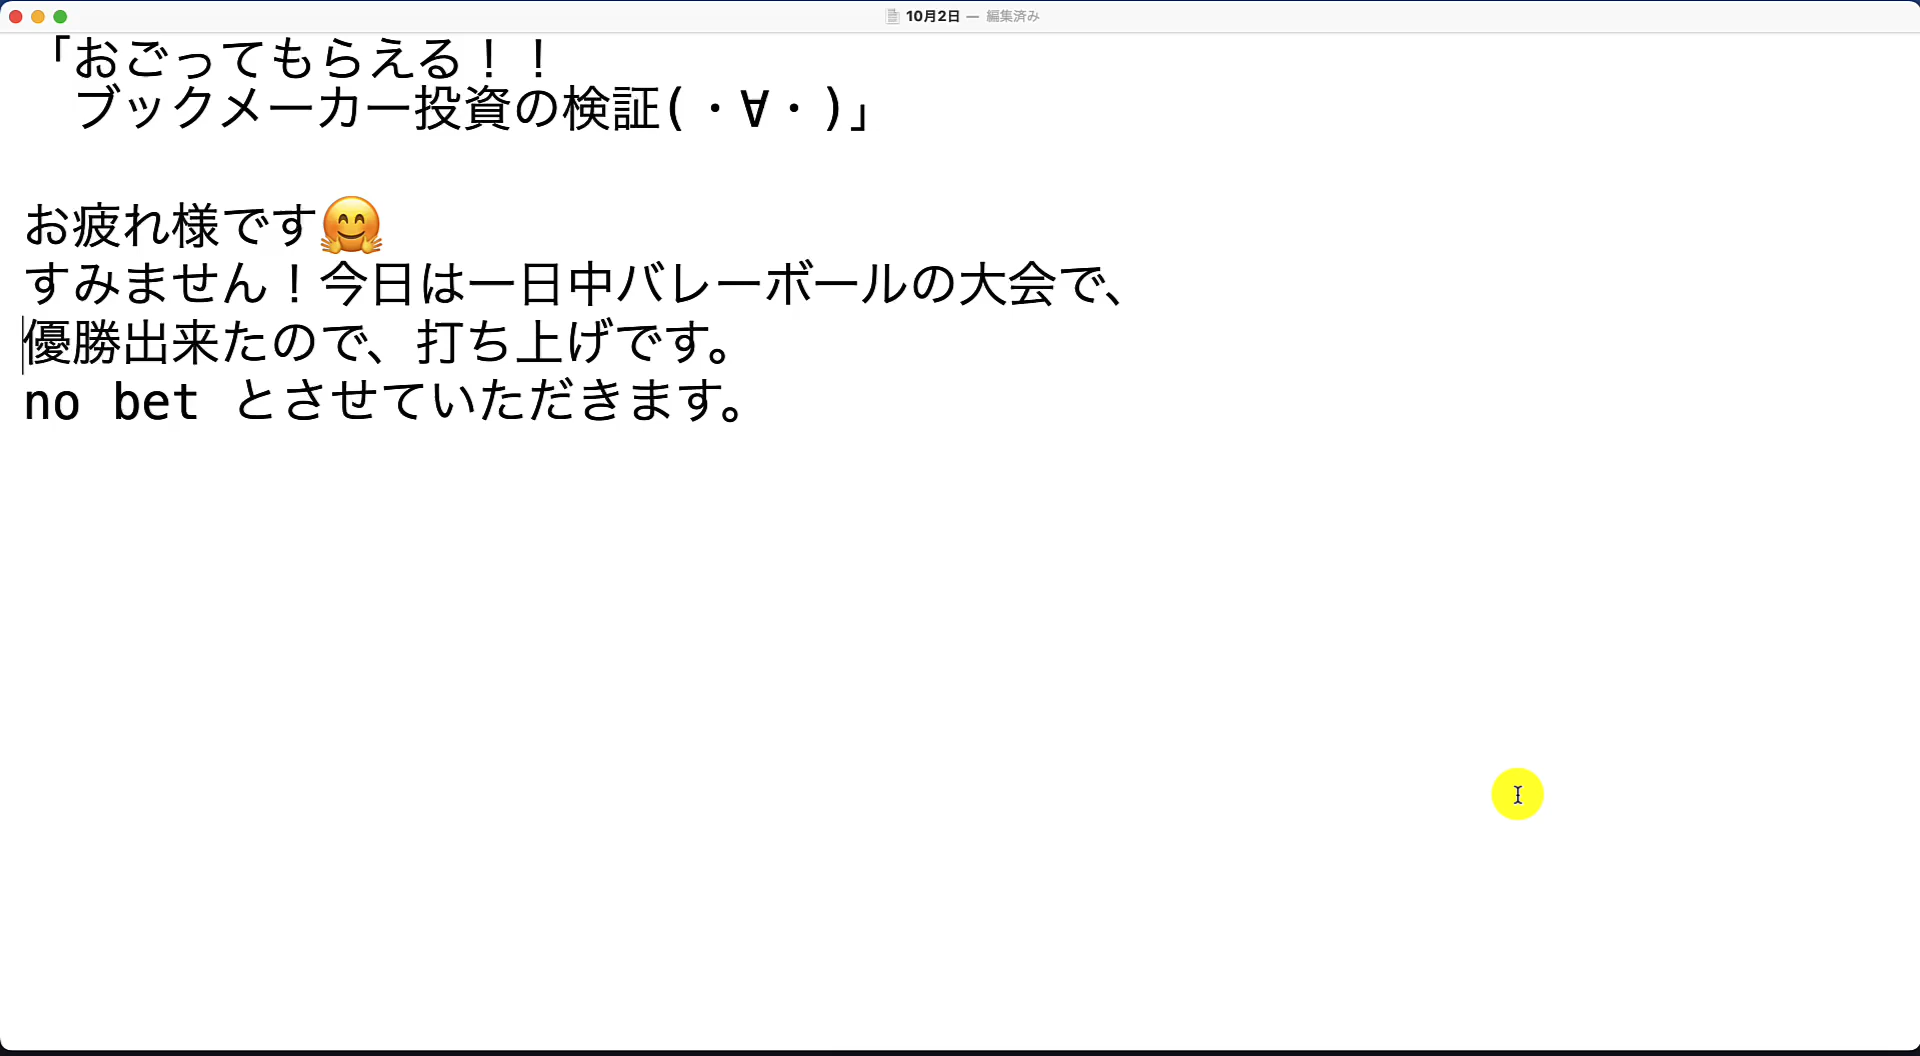 10月2日 — 編集済み
「おごってもらえる！！
ブックメーカー投資の検証(・∀・)」
お疲れ様です🤗
すみません！今日は一日中バレーボールの大会で、
優勝出来たので、打ち上げです。
no bet とさせていただきます。